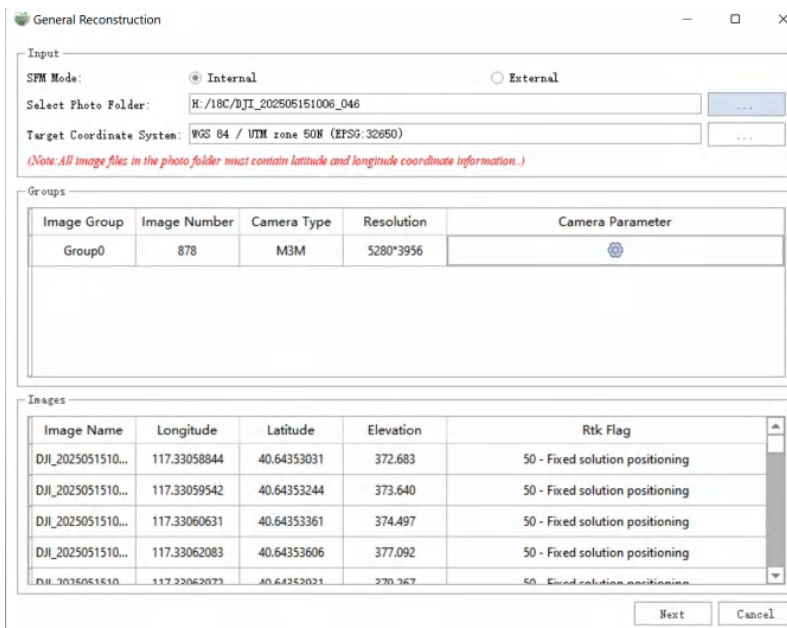 General Reconstruction
Input
SFM Mode: Internal External
Select Photo Folder: H:/18C/DJI_202505151006_046 ...
Target Coordinate System: WGS 84 / UTM zone 50N (EPSG:32650) ...
(Note:All image files in the photo folder must contain latitude and longitude coordinate information.)
Groups
Image Group Image Number Camera Type Resolution Camera Parameter
Group0 878 M3M 5280*3956
Images
Image Name Longitude Latitude Elevation Rtk Flag
DJI_2025051510... 117.33058844 40.64353031 372.683 50 - Fixed solution positioning
DJI_2025051510... 117.33059542 40.64353244 373.640 50 - Fixed solution positioning
DJI_2025051510... 117.33060631 40.64353361 374.497 50 - Fixed solution positioning
DJI_2025051510... 117.33062083 40.64353606 377.092 50 - Fixed solution positioning
DJI_2025051510... 50 - Fixed solution positioning
Next Cancel